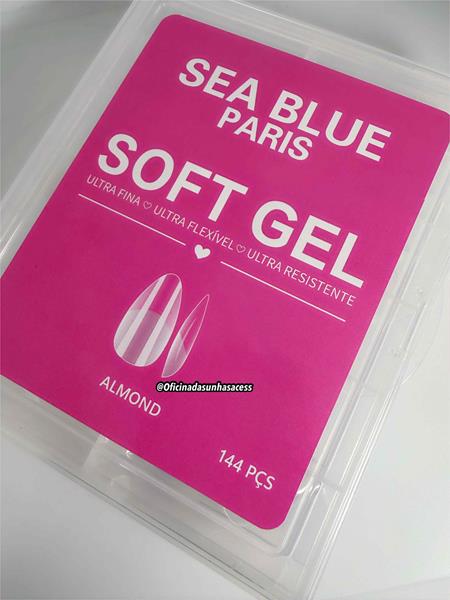 SEA BLUE
PARIS
SOFT GEL
ULTRA FINA ♡ ULTRA FLEXÍVEL ♡ ULTRA RESISTENTE
@Oficinadasunhasacess
ALMOND
144 PÇS